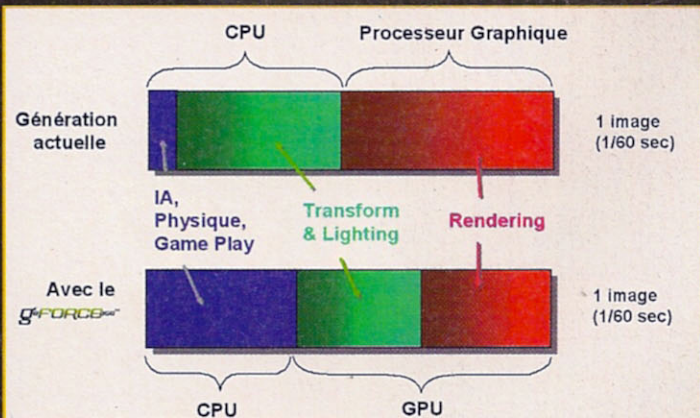 CPU
Processeur Graphique
Génération
actuelle
1 image
(1/60 sec)
IA,
Physique,
Game Play
Transform
& Lighting
Rendering
Avec le
GeFORCE 256™
1 image
(1/60 sec)
CPU
GPU